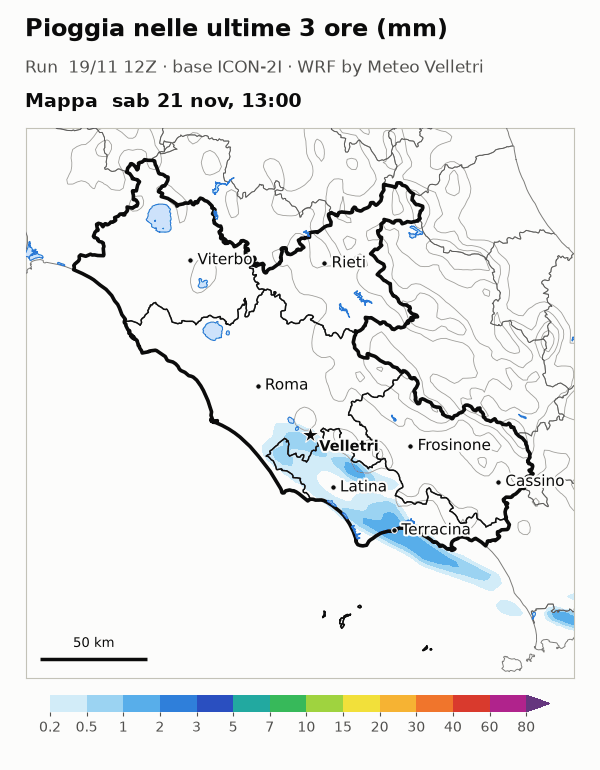 Pioggia nelle ultime 3 ore (mm)
Run  19/11 12Z · base ICON-2I · WRF by Meteo Velletri
Mappa  sab 21 nov, 13:00
Viterbo
Rieti
Roma
Velletri
Frosinone
Cassino
Latina
Terracina
50 km
0.2 0.5 1 2 3 5 7 10 15 20 30 40 60 80